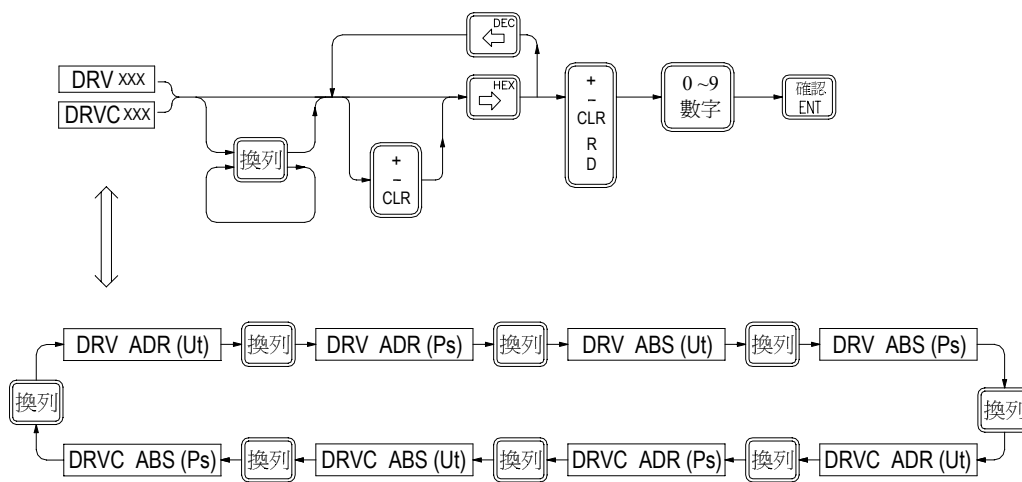 DEC
HEX
DRV xxx
DRVC xxx
換列
+
−
CLR
+
−
CLR
R
D
0 ~9
數字
確認
ENT
DRV ADR (Ut)
換列
DRV ADR (Ps)
換列
DRV ABS (Ut)
換列
DRV ABS (Ps)
換列
換列
DRVC ABS (Ps)
換列
DRVC ABS (Ut)
換列
DRVC ADR (Ps)
換列
DRVC ADR (Ut)